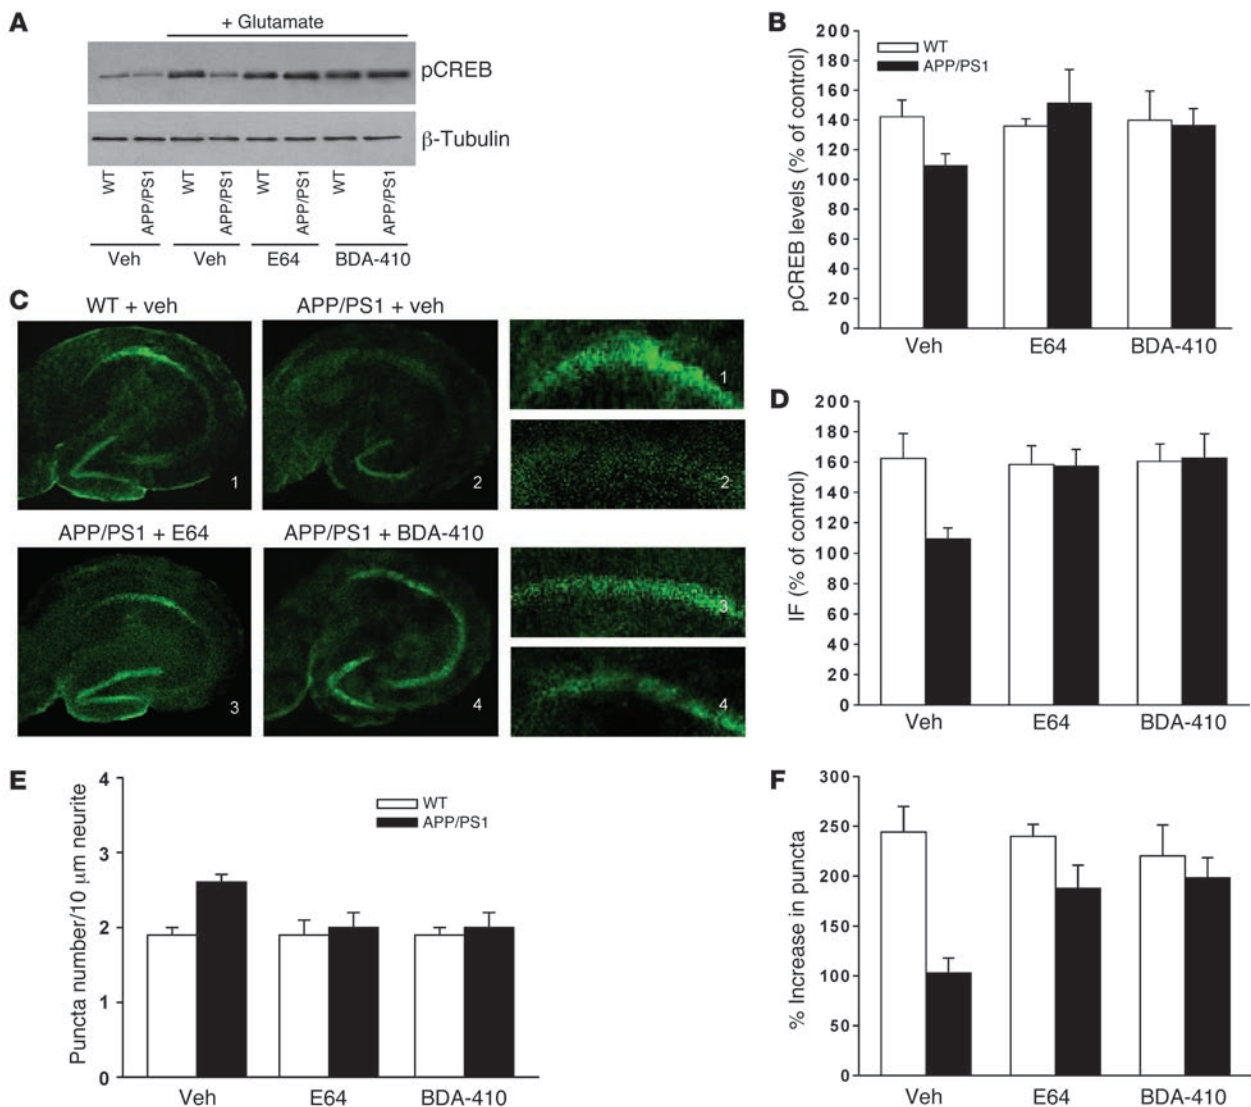 A
+ Glutamate
pCREB
β-Tubulin
WT
APP/PS1
WT
APP/PS1
WT
APP/PS1
WT
APP/PS1
Veh
Veh
E64
BDA-410
B
pCREB levels (% of control)
200
180
160
140
120
100
80
60
40
20
0
WT
APP/PS1
Veh
E64
BDA-410
C
WT + veh
APP/PS1 + veh
1
2
1
2
APP/PS1 + E64
APP/PS1 + BDA-410
3
4
3
4
D
IF (% of control)
200
180
160
140
120
100
80
60
40
20
0
Veh
E64
BDA-410
E
Puncta number/10 μm neurite
4
3
2
1
0
WT
APP/PS1
Veh
E64
BDA-410
F
% Increase in puncta
300
250
200
150
100
50
0
Veh
E64
BDA-410